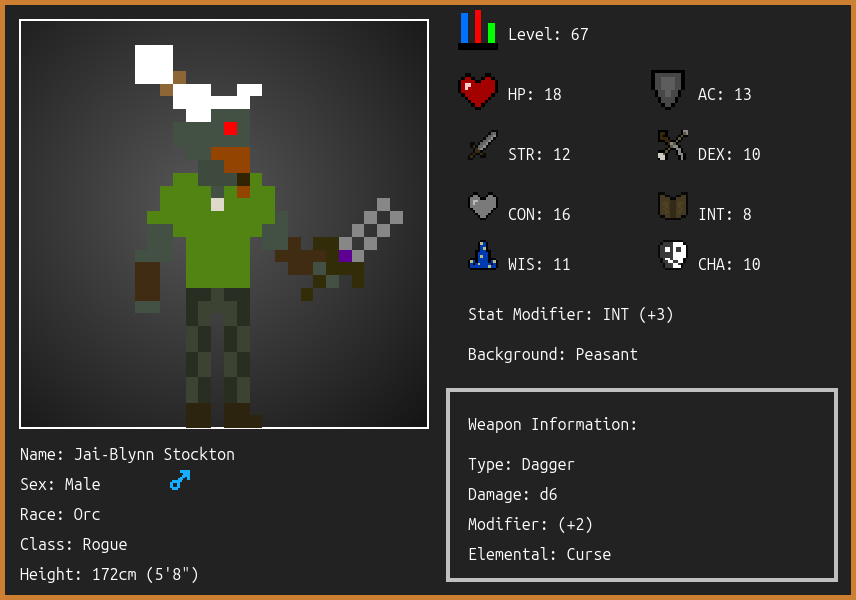 Level: 67
HP: 18
AC: 13
STR: 12
DEX: 10
CON: 16
INT: 8
WIS: 11
CHA: 10
Stat Modifier: INT (+3)
Background: Peasant
Weapon Information:
Type: Dagger
Damage: d6
Modifier: (+2)
Elemental: Curse
Name: Jai-Blynn Stockton
Sex: Male
Race: Orc
Class: Rogue
Height: 172cm (5'8")